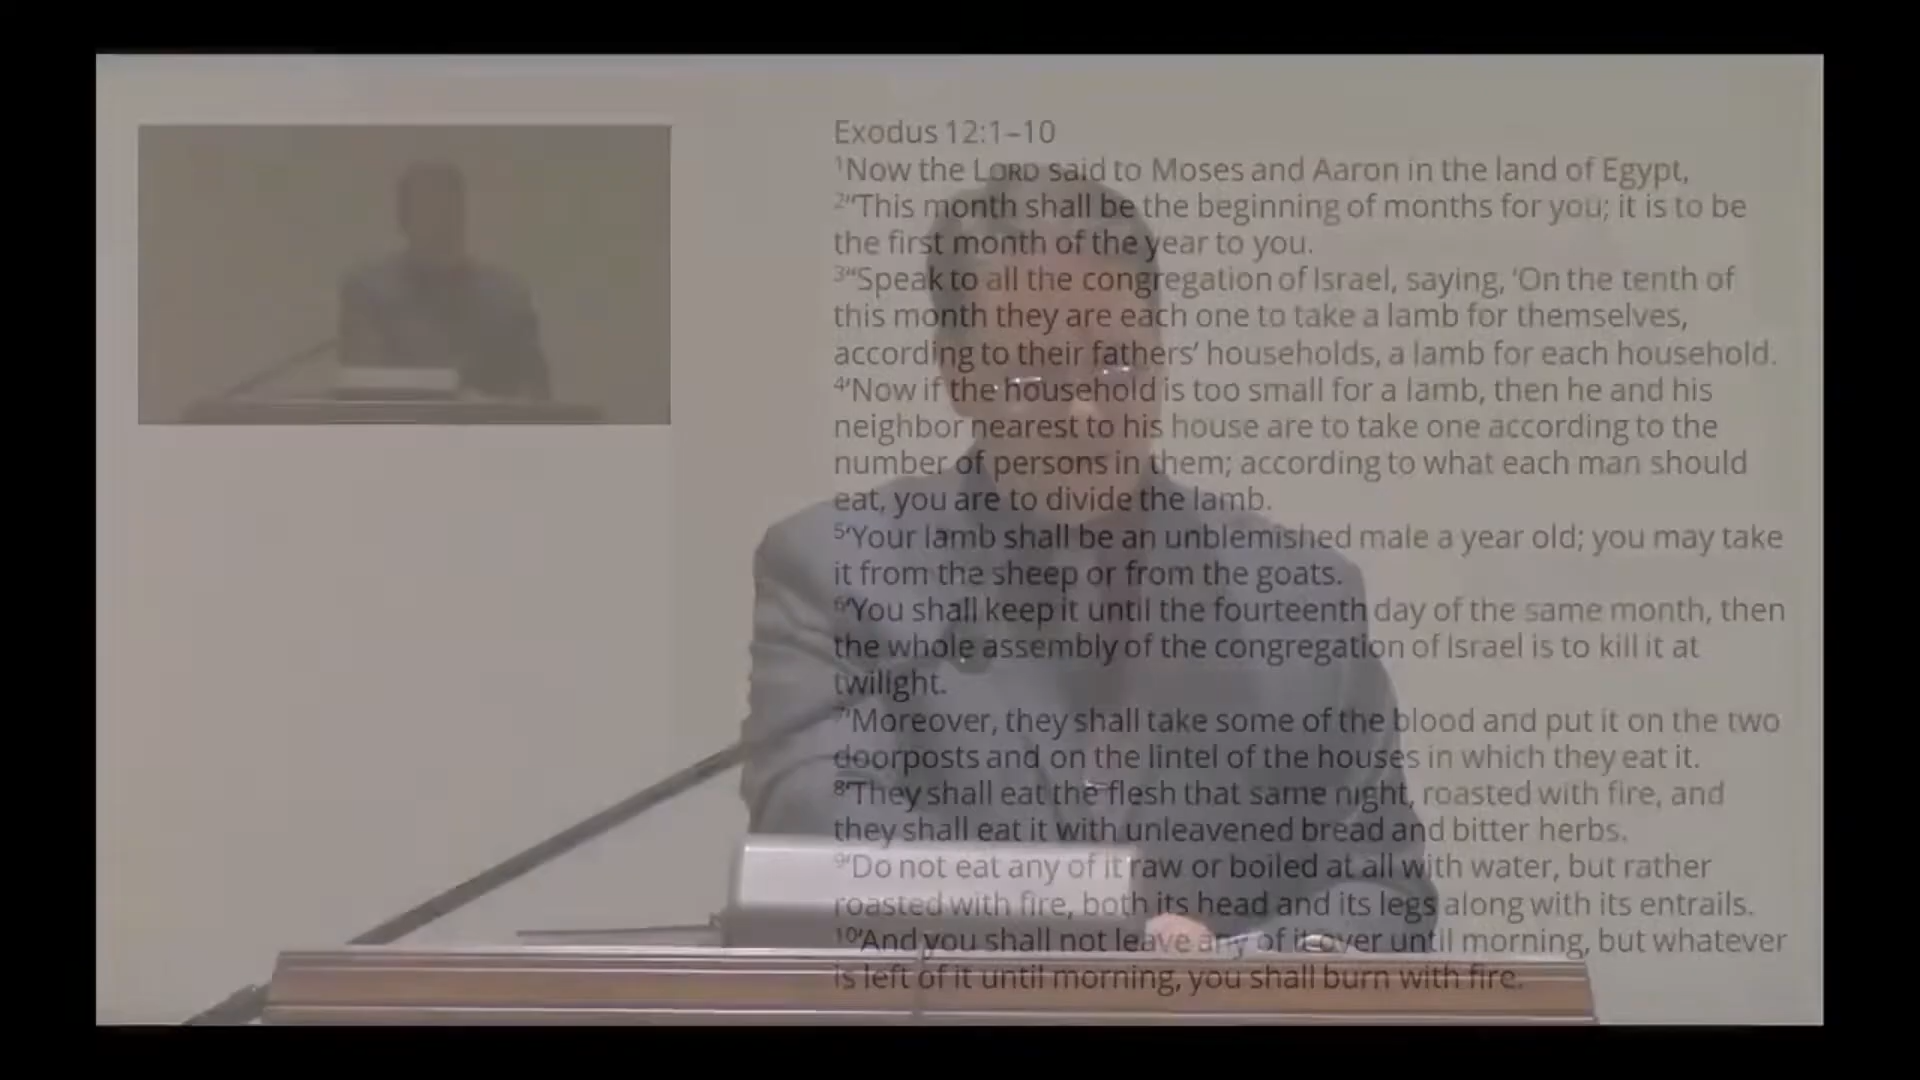 Exodus 12:1–10
¹Now the LORD said to Moses and Aaron in the land of Egypt,
²“This month shall be the beginning of months for you; it is to be
the first month of the year to you.
³“Speak to all the congregation of Israel, saying, ‘On the tenth of
this month they are each one to take a lamb for themselves,
according to their fathers’ households, a lamb for each household.
⁴‘Now if the household is too small for a lamb, then he and his
neighbor nearest to his house are to take one according to the
number of persons in them; according to what each man should
eat, you are to divide the lamb.
⁵‘Your lamb shall be an unblemished male a year old; you may take
it from the sheep or from the goats.
⁶‘You shall keep it until the fourteenth day of the same month, then
the whole assembly of the congregation of Israel is to kill it at
twilight.
⁷‘Moreover, they shall take some of the blood and put it on the two
doorposts and on the lintel of the houses in which they eat it.
⁸‘They shall eat the flesh that same night, roasted with fire, and
they shall eat it with unleavened bread and bitter herbs.
⁹‘Do not eat any of it raw or boiled at all with water, but rather
roasted with fire, both its head and its legs along with its entrails.
¹⁰‘And you shall not leave any of it over until morning, but whatever
is left of it until morning, you shall burn with fire.